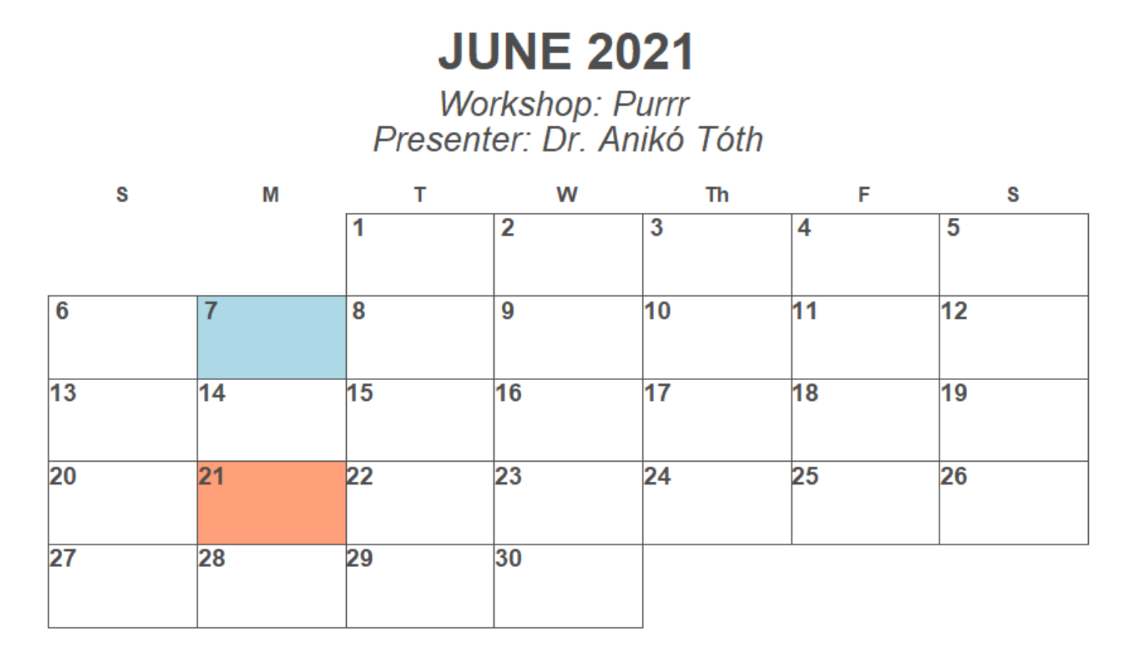 JUNE 2021
Workshop: Purrr
Presenter: Dr. Anikó Tóth
S M T W Th F S
1 2 3 4 5
6 7 8 9 10 11 12
13 14 15 16 17 18 19
20 21 22 23 24 25 26
27 28 29 30